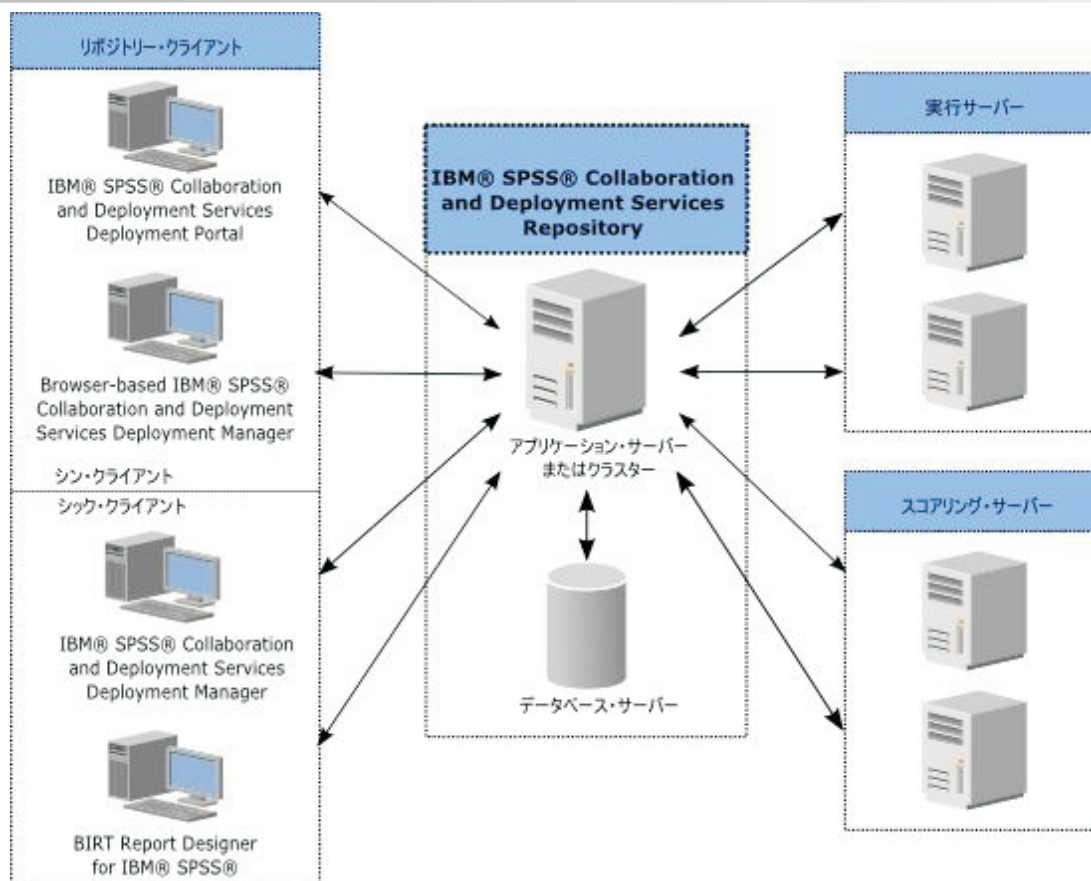 リポジトリー・クライアント
IBM® SPSS® Collaboration
and Deployment Services
Deployment Portal
Browser-based IBM® SPSS®
Collaboration and Deployment
Services Deployment Manager
シン・クライアント
シック・クライアント
IBM® SPSS® Collaboration
and Deployment Services
Deployment Manager
BIRT Report Designer
for IBM® SPSS®
IBM® SPSS® Collaboration
and Deployment Services
Repository
アプリケーション・サーバー
またはクラスター
データベース・サーバー
実行サーバー
スコアリング・サーバー